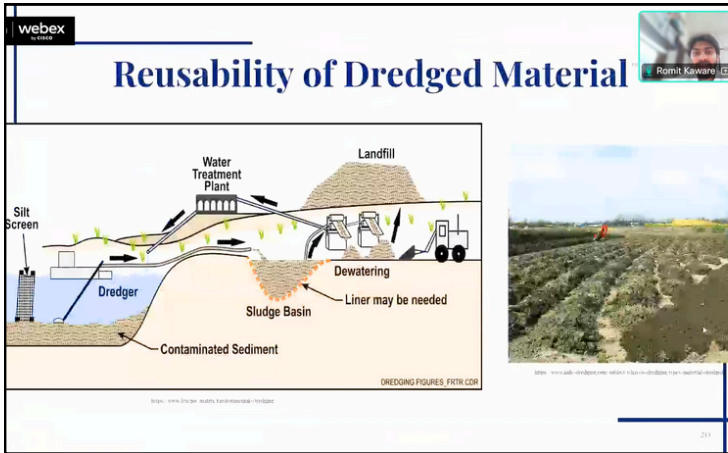 webex
by CISCO
Romit Kaware
Reusability of Dredged Material
Landfill
Water
Treatment
Plant
Silt
Screen
Dredger
Dewatering
Liner may be needed
Sludge Basin
Contaminated Sediment
DREDGING FIGURES_FRTR.CDR